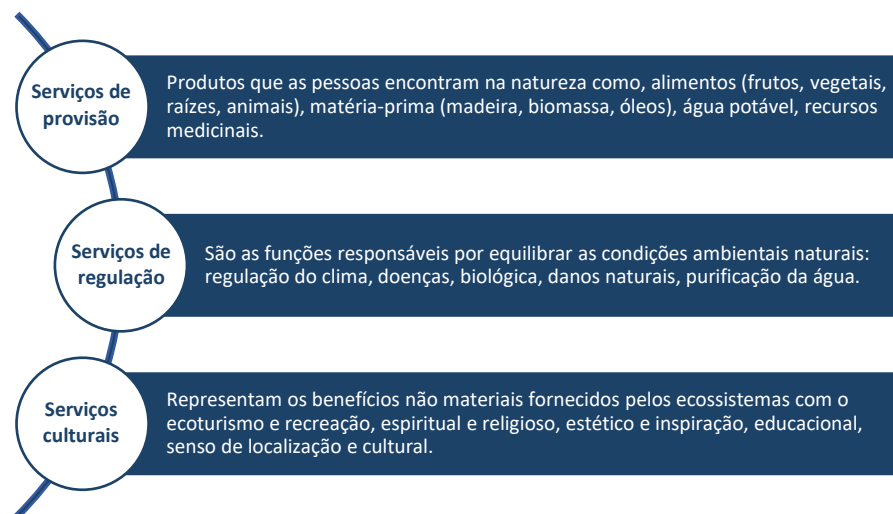 Serviços de
provisão
Produtos que as pessoas encontram na natureza como, alimentos (frutos, vegetais,
raízes, animais), matéria-prima (madeira, biomassa, óleos), água potável, recursos
medicinais.
Serviços de
regulação
São as funções responsáveis por equilibrar as condições ambientais naturais:
regulação do clima, doenças, biológica, danos naturais, purificação da água.
Serviços
culturais
Representam os benefícios não materiais fornecidos pelos ecossistemas com o
ecoturismo e recreação, espiritual e religioso, estético e inspiração, educacional,
senso de localização e cultural.